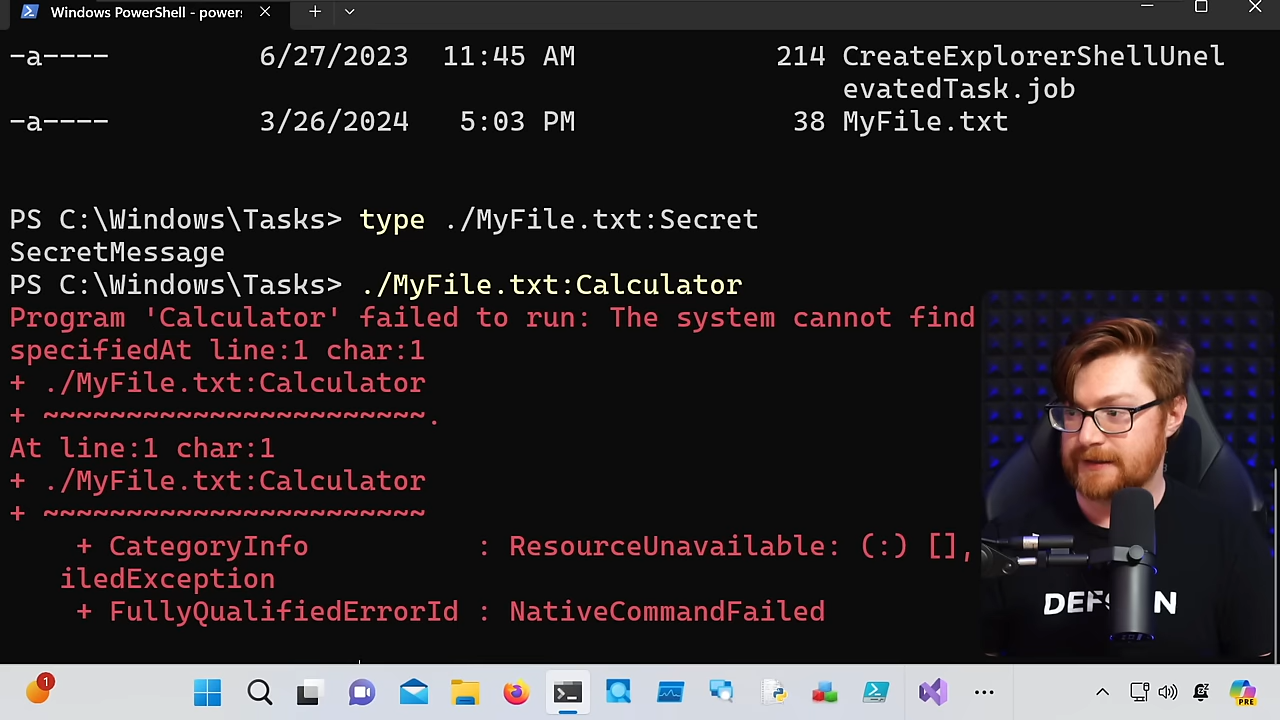 Windows PowerShell - powers
-a---- 6/27/2023 11:45 AM 214 CreateExplorerShellUnel
evatedTask.job
-a---- 3/26/2024 5:03 PM 38 MyFile.txt
PS C:\Windows\Tasks> type ./MyFile.txt:Secret
SecretMessage
PS C:\Windows\Tasks> ./MyFile.txt:Calculator
Program 'Calculator' failed to run: The system cannot find
specifiedAt line:1 char:1
+ ./MyFile.txt:Calculator
+ ~~~~~~~~~~~~~~~~~~~~~~~.
At line:1 char:1
+ ./MyFile.txt:Calculator
+ ~~~~~~~~~~~~~~~~~~~~~~~
+ CategoryInfo : ResourceUnavailable: (:) [],
iledException
+ FullyQualifiedErrorId : NativeCommandFailed
1
PRE